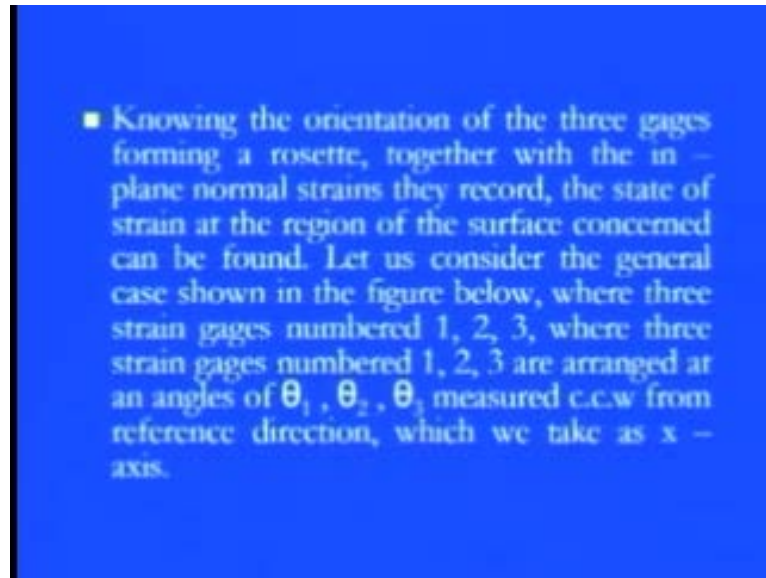 Knowing the orientation of the three gages
forming a rosette, together with the in –
plane normal strains they record, the state of
strain at the region of the surface concerned
can be found. Let us consider the general
case shown in the figure below, where three
strain gages numbered 1, 2, 3, where three
strain gages numbered 1, 2, 3 are arranged at
an angles of θ₁ , θ₂ , θ₃ measured c.c.w from
reference direction, which we take as x –
axis.